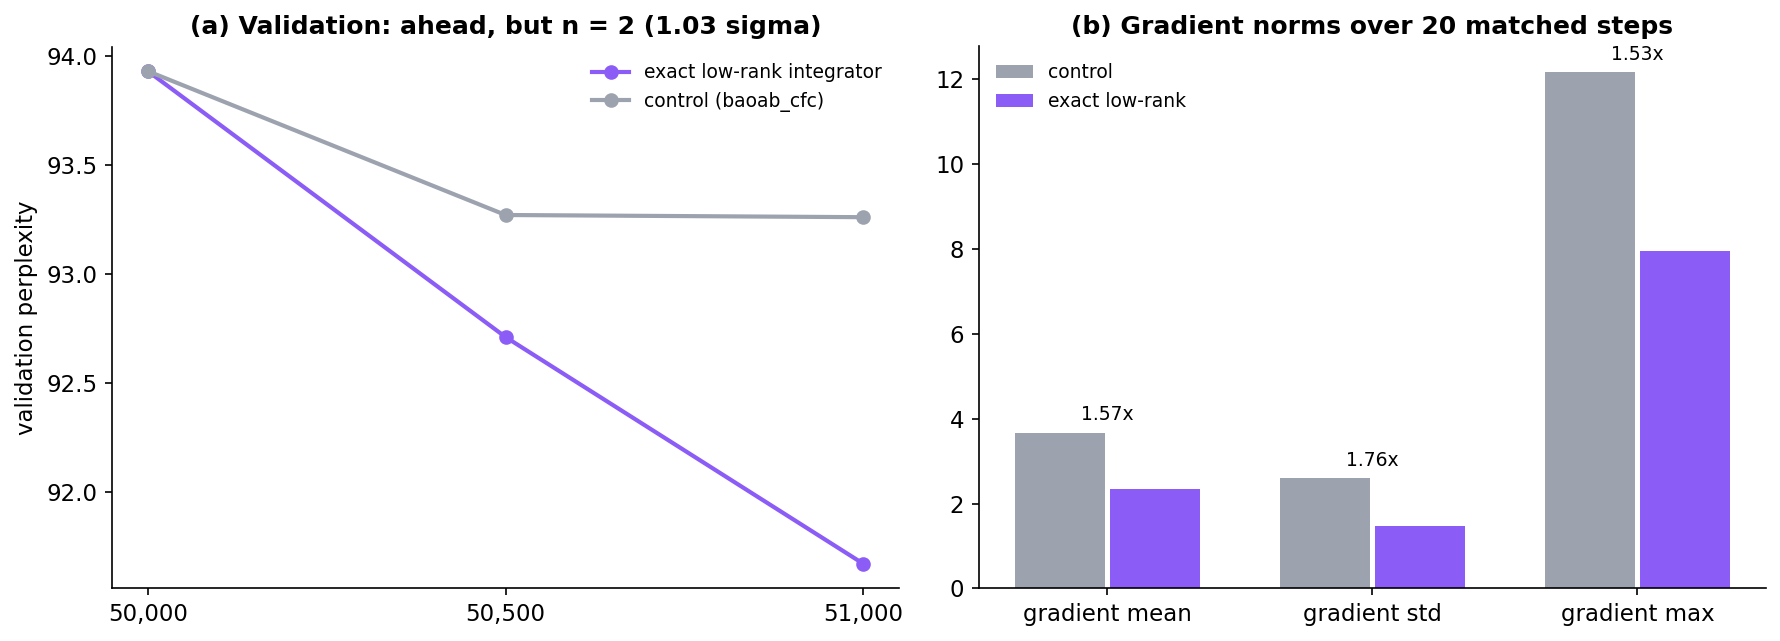 (a) Validation: ahead, but n = 2 (1.03 sigma)
validation perplexity
94.0
93.5
93.0
92.5
92.0
50,000
50,500
51,000
exact low-rank integrator
control (baoab_cfc)
(b) Gradient norms over 20 matched steps
control
exact low-rank
12
10
8
6
4
2
0
1.57x
1.76x
1.53x
gradient mean
gradient std
gradient max